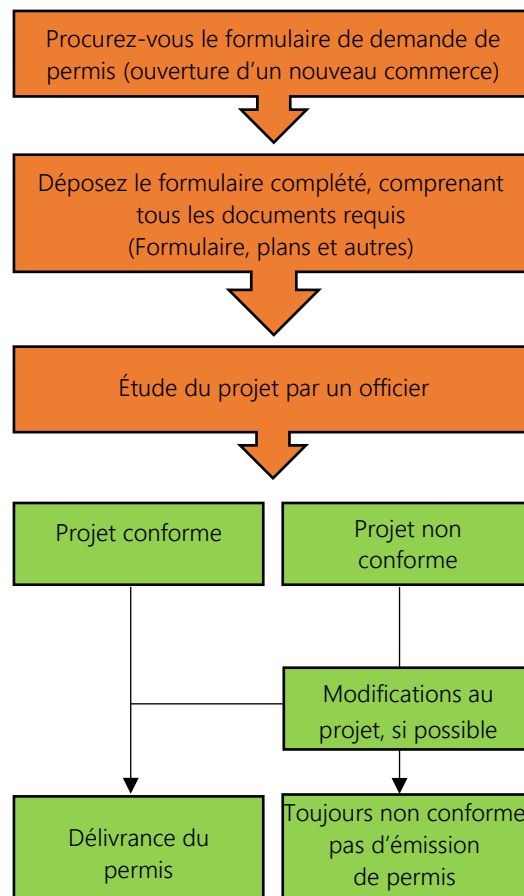 Procurez-vous le formulaire de demande de
permis (ouverture d'un nouveau commerce)
Déposez le formulaire complété, comprenant
tous les documents requis
(Formulaire, plans et autres)
Étude du projet par un officier
Projet conforme
Projet non
conforme
Modifications au
projet, si possible
Délivrance du
permis
Toujours non conforme
pas d'émission
de permis